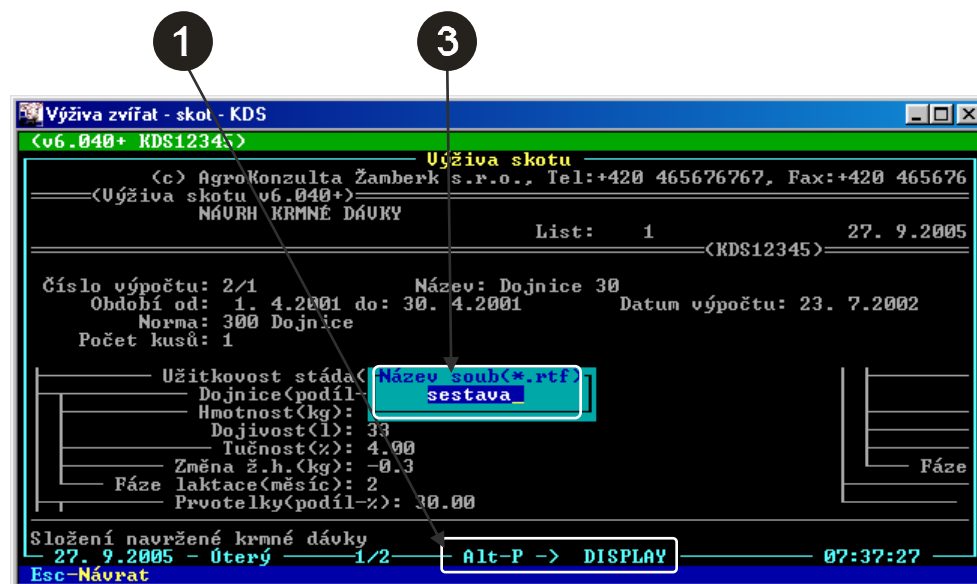 1 3
Výživa zvířat - skot - KDS
(v6.040+ KDS12345)
Výživa skotu
(c) AgroKonzulta Žamberk s.r.o., Tel:+420 465676767, Fax:+420 465676
(Výživa skotu v6.040+)
NÁVRH KRMNÉ DÁVKY
List: 1 27. 9.2005
(KDS12345)
Číslo výpočtu: 2/1 Název: Dojnice 30
Období od: 1. 4.2001 do: 30. 4.2001 Datum výpočtu: 23. 7.2002
Norma: 300 Dojnice
Počet kusů: 1
Užitkovost stáda( Název soub(*.rtf)
Dojnice(podíl- sestava_
Hmotnost(kg):
Dojivost(l): 33
Tučnost(%): 4.00
Změna ž.h.(kg): -0.3 Fáze
Fáze laktace(měsíc): 2
Prvotelky(podíl-%): 30.00
Složení navržené krmné dávky
27. 9.2005 - Úterý 1/2 Alt-P -> DISPLAY 07:37:27
Esc-Návrat